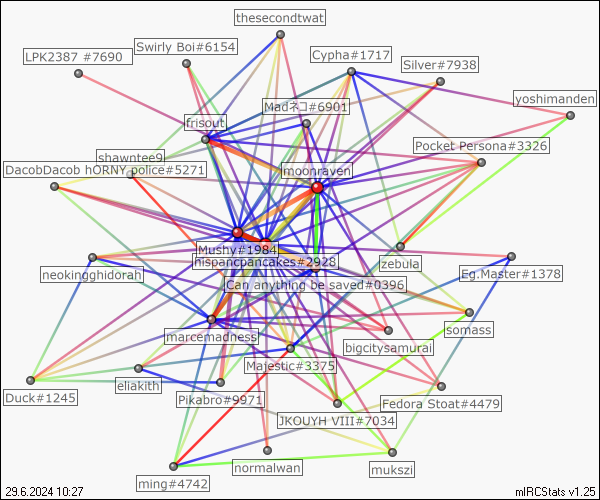 thesecondtwat
LPK2387 #7690
Swirly Boi#6154
Cypha#1717
Silver#7938
yoshimanden
Madネコ#6901
frisout
Pocket Persona#3326
shawntee9
DacobDacob hORNY police#5271
moonraven
Mushy#1984
hispancpancakes#2928
zebula
neokingghidorah
Eg.Master#1378
Can anything be saved#0396
somass
marcemadness
bigcitysamurai
Majestic#3375
Duck#1245
eliakith
Pikabro#9971
Fedora Stoat#4479
JKOUYH VIII#7034
normalwan
mukszi
ming#4742
29.6.2024 10:27
mIRCStats v1.25